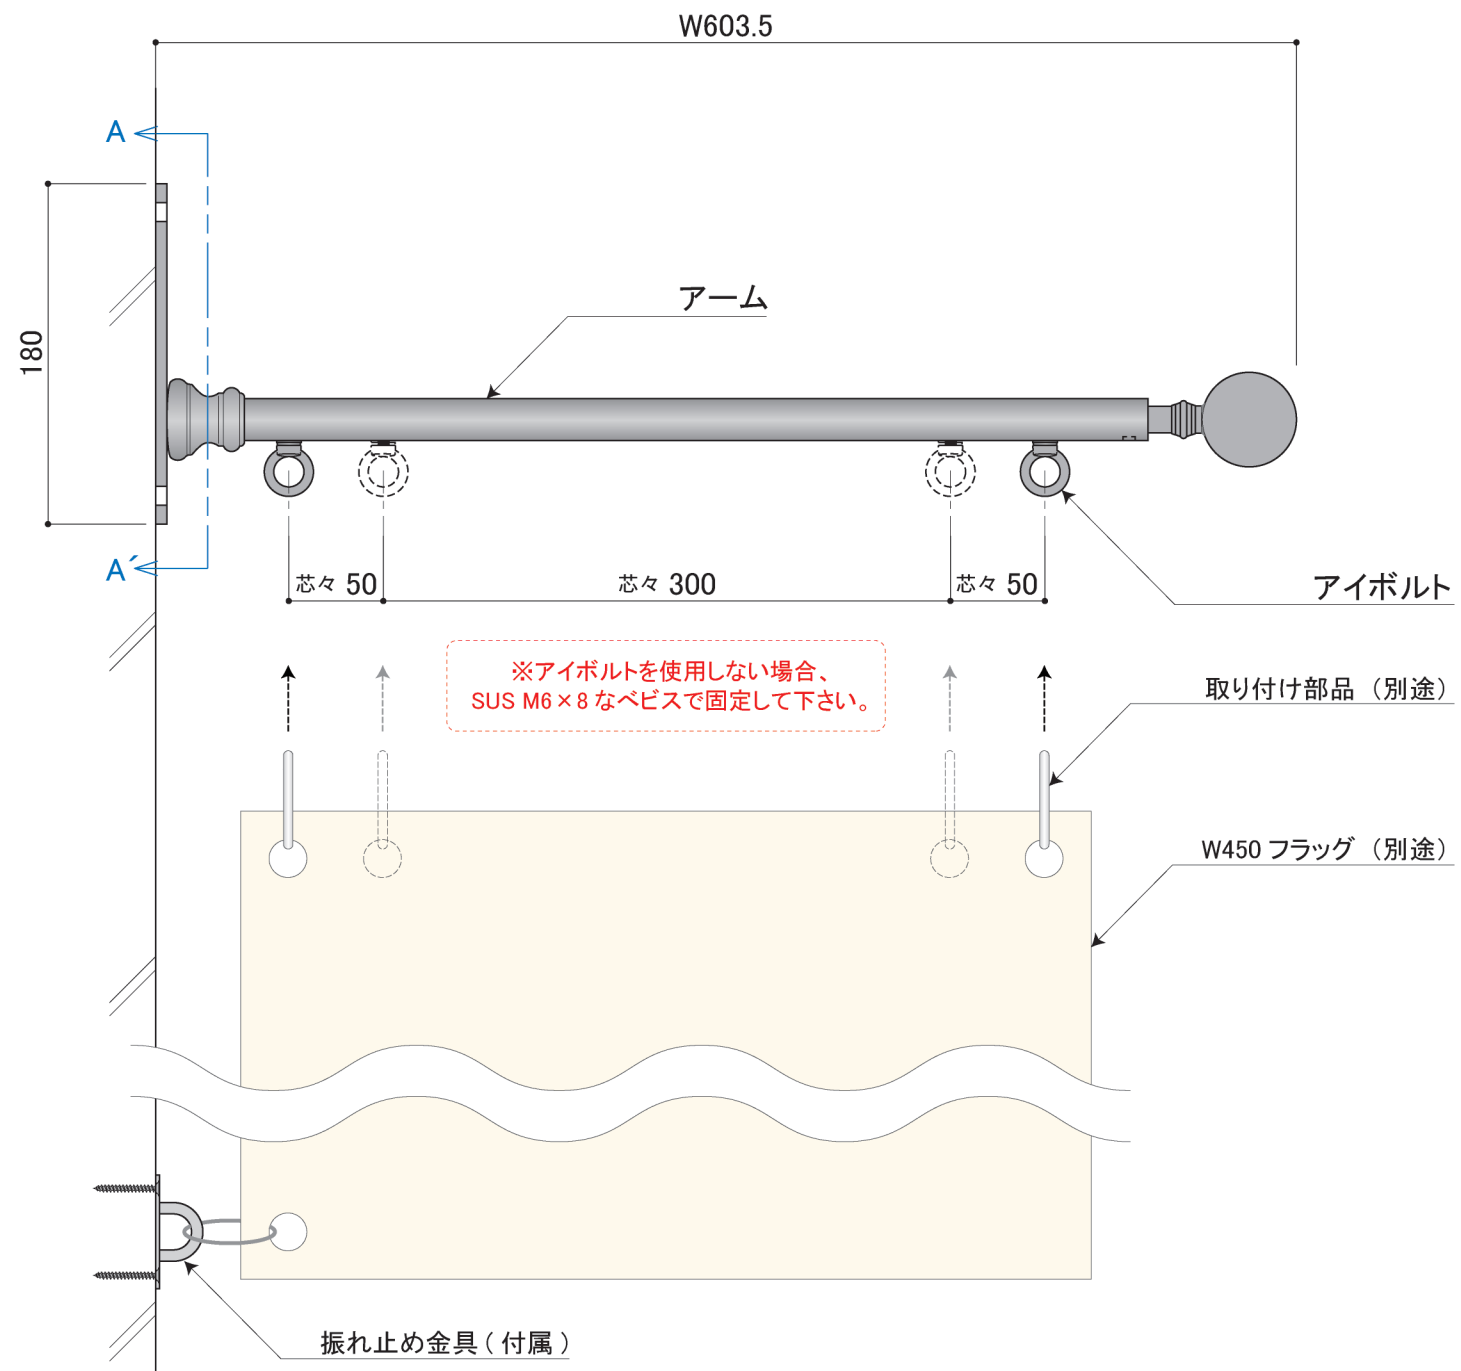 W603.5
A
アーム
180
A´
芯々 50
芯々 300
芯々 50
アイボルト
※アイボルトを使用しない場合、
SUS M6×8 なベビスで固定して下さい。
取り付け部品（別途）
W450 フラッグ（別途）
振れ止め金具(付属)